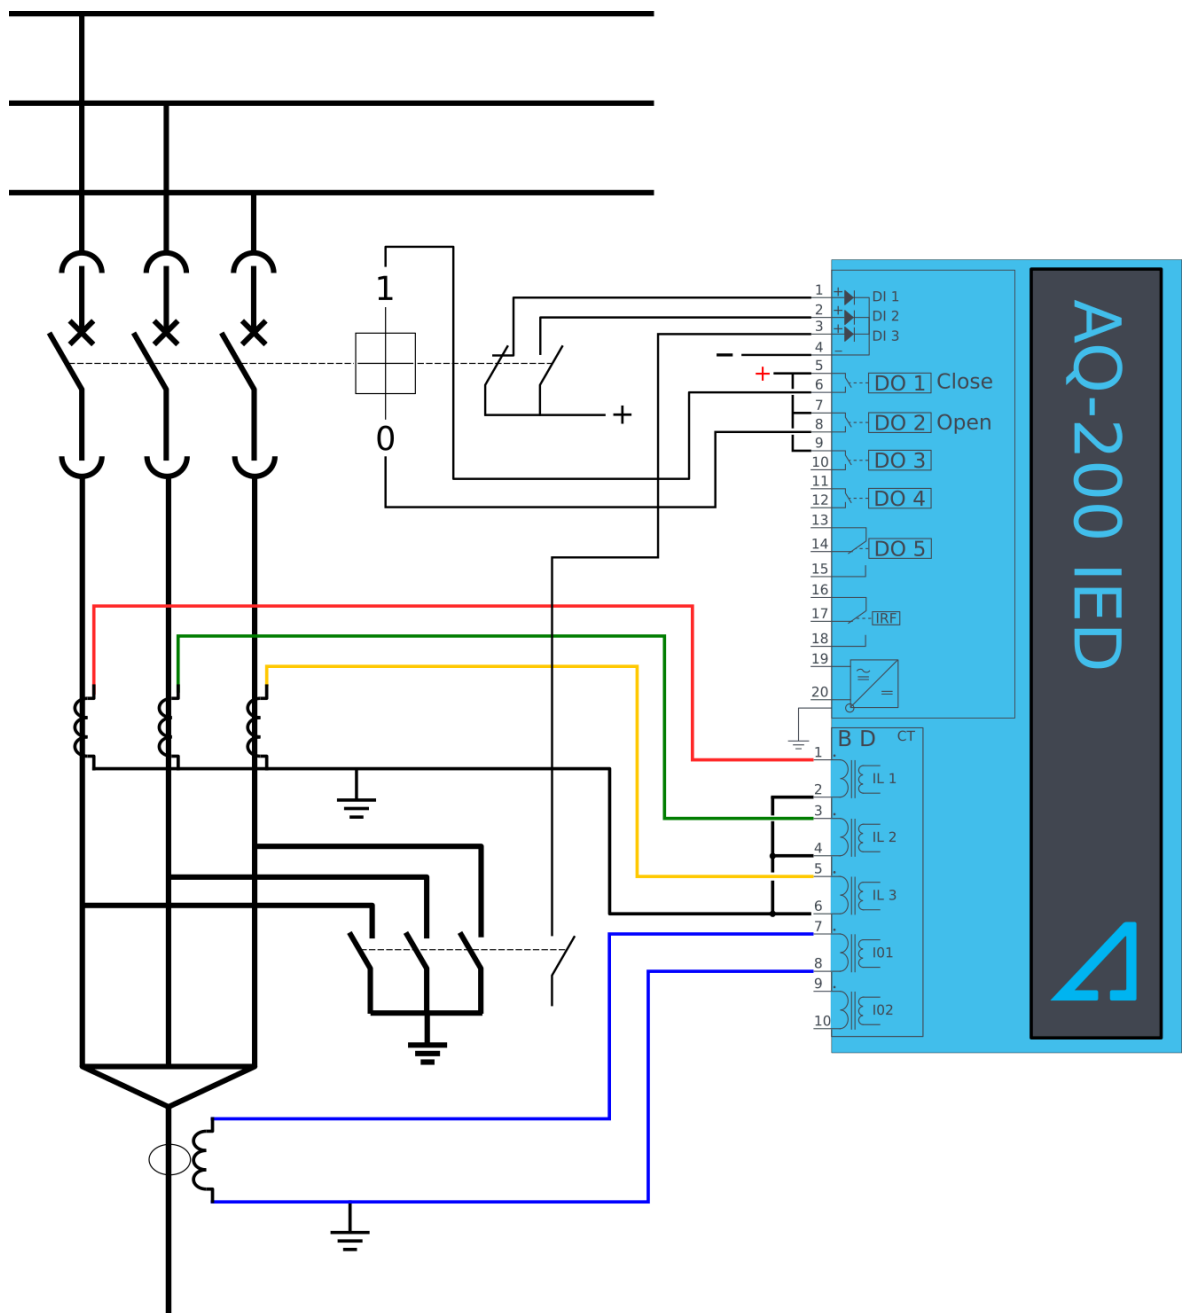 1
0
+
−
+
1
2
3
4
5
6
7
8
9
10
11
12
13
14
15
16
17
18
19
20
+
+
+
−
DI 1
DI 2
DI 3
DO 1 Close
DO 2 Open
DO 3
DO 4
DO 5
IRF
B D CT
1
2
3
4
5
6
7
8
9
10
IL 1
IL 2
IL 3
I01
I02
AQ-200 IED